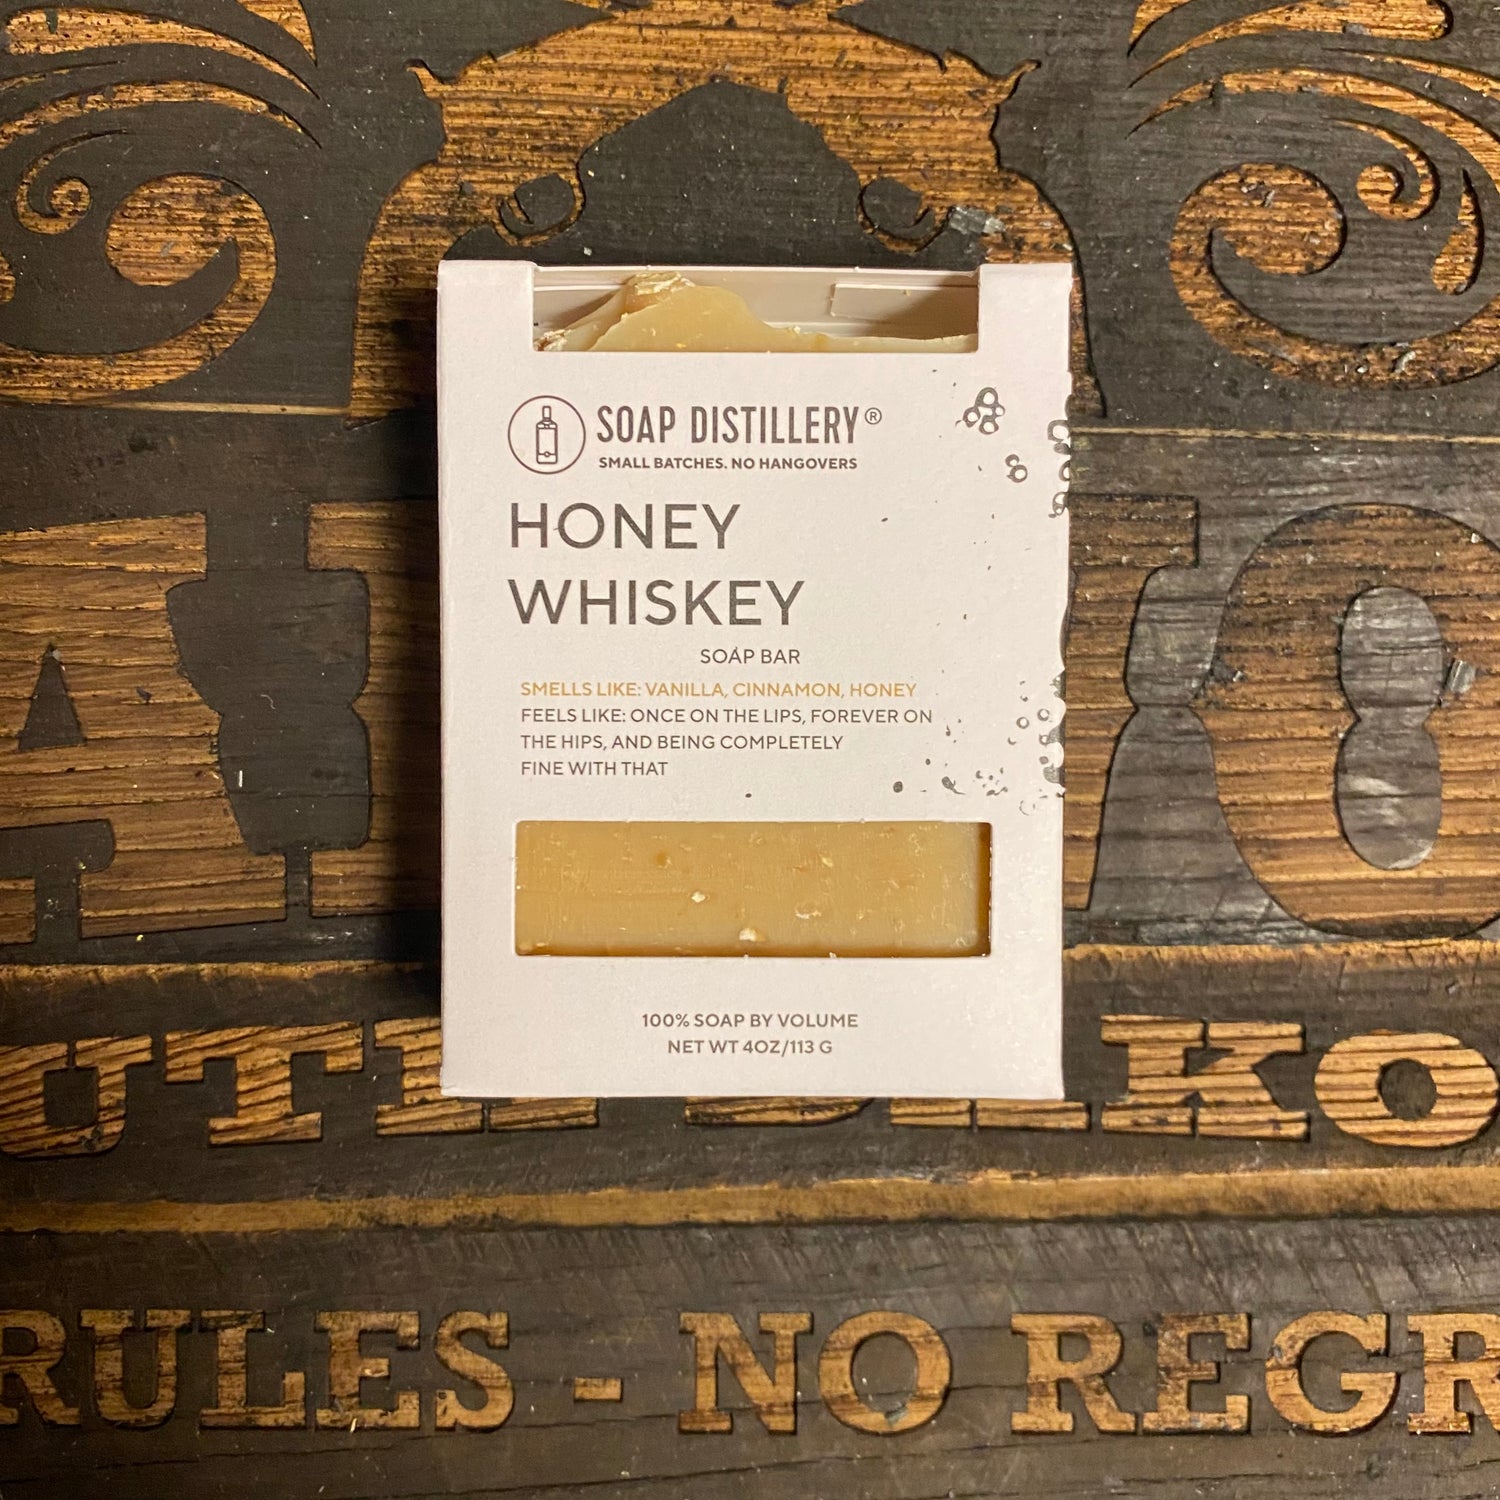 SOAP DISTILLERY®
SMALL BATCHES. NO HANGOVERS
HONEY
WHISKEY
SOAP BAR
SMELLS LIKE: VANILLA, CINNAMON, HONEY
FEELS LIKE: ONCE ON THE LIPS, FOREVER ON
THE HIPS, AND BEING COMPLETELY
FINE WITH THAT
100% SOAP BY VOLUME
NET WT 4OZ/113 G
RULES - NO REGR